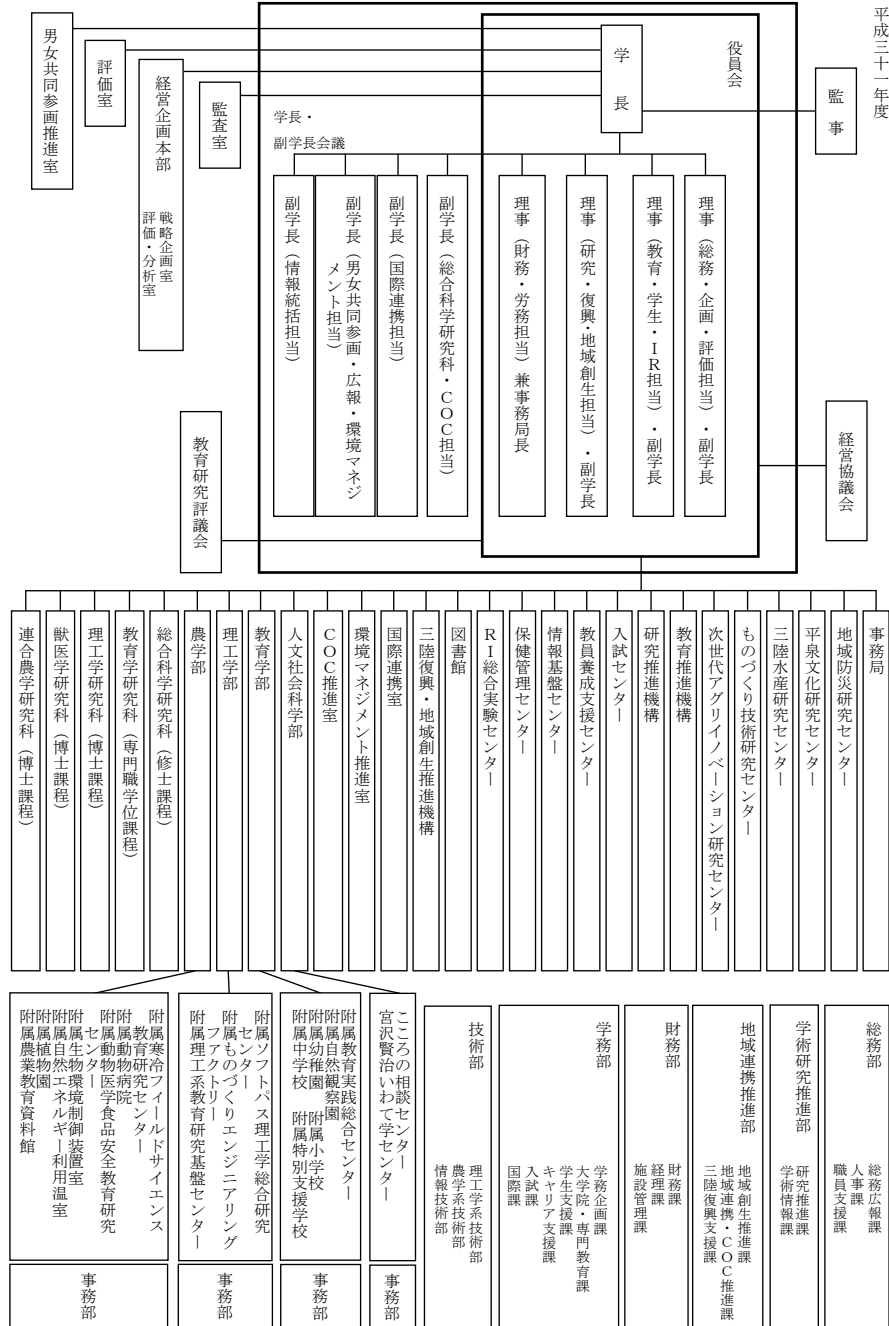 平成三十一年度
監事
経営協議会
役員会
学長
理事（総務・企画・評価担当）・副学長
理事（教育・学生・ＩＲ担当）・副学長
理事（研究・復興・地域創生担当）・副学長
理事（財務・労務担当）兼事務局長
学長・
副学長会議
副学長（総合科学研究科・ＣＯＣ担当）
副学長（国際連携担当）
副学長（男女共同参画・広報・環境マネジ
メント担当）
副学長（情報統括担当）
監査室
経営企画本部
戦略企画室
評価・分析室
評価室
男女共同参画推進室
教育研究評議会
事務局
地域防災研究センター
平泉文化研究センター
三陸水産研究センター
ものづくり技術研究センター
次世代アグリイノベーション研究センター
教育推進機構
研究推進機構
入試センター
教員養成支援センター
情報基盤センター
保健管理センター
ＲＩ総合実験センター
図書館
三陸復興・地域創生推進機構
国際連携室
環境マネジメント推進室
ＣＯＣ推進室
人文社会科学部
教育学部
理工学部
農学部
総合科学研究科（修士課程）
教育学研究科（専門職学位課程）
理工学研究科（博士課程）
獣医学研究科（博士課程）
連合農学研究科（博士課程）
総務部
総務広報課
人事課
職員支援課
学術研究推進部
研究推進課
学術情報課
地域連携推進部
地域創生推進課
地域連携・ＣＯＣ推進課
三陸復興支援課
財務部
財務課
経理課
施設管理課
学務部
学務企画課
大学院・専門教育課
学生支援課
キャリア支援課
入試課
国際課
技術部
理工学系技術部
農学系技術部
情報技術部
こころの相談センター
宮沢賢治いわて学センター
事務部
附属教育実践総合センター
附属自然観察園
附属幼稚園　附属小学校
附属中学校　附属特別支援学校
事務部
附属ソフトパス理工学総合研究
センター
附属ものづくりエンジニアリング
ファクトリー
附属理工系教育研究基盤センター
事務部
附属寒冷フィールドサイエンス
教育研究センター
附属動物病院
附属動物医学食品安全教育研究
センター
附属生物環境制御装置室
附属自然エネルギー利用温室
附属植物園
附属農業教育資料館
事務部